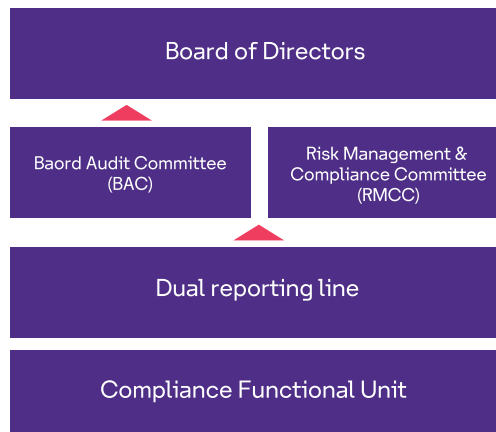 Board of Directors
Baord Audit Committee
(BAC)
Risk Management &
Compliance Committee
(RMCC)
Dual reporting line
Compliance Functional Unit